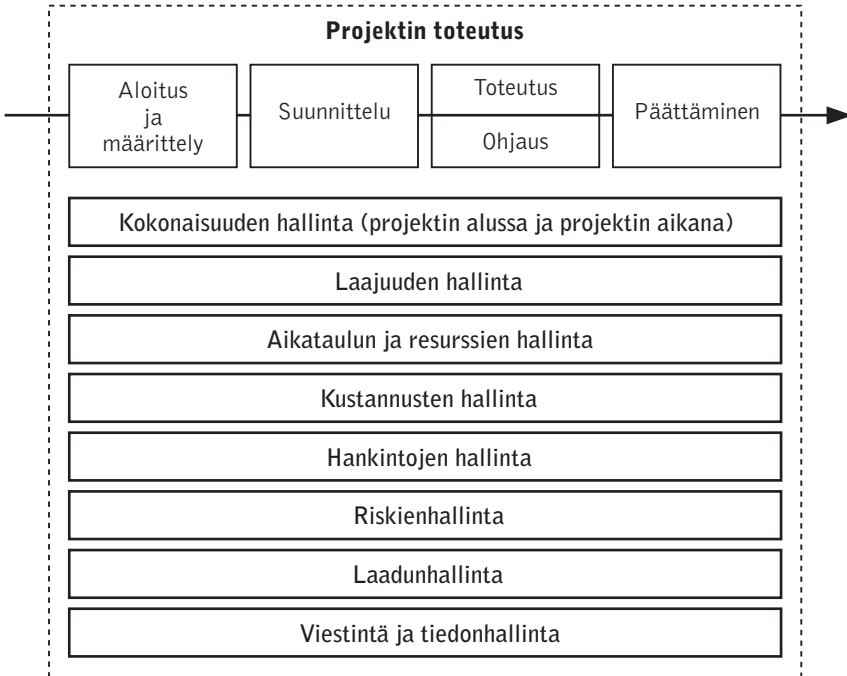 Projektin toteutus
Aloitus
ja
määrittely
Suunnittelu
Toteutus
Ohjaus
Päättäminen
Kokonaisuuden hallinta (projektin alussa ja projektin aikana)
Laajuuden hallinta
Aikataulun ja resurssien hallinta
Kustannusten hallinta
Hankintojen hallinta
Riskienhallinta
Laadunhallinta
Viestintä ja tiedonhallinta